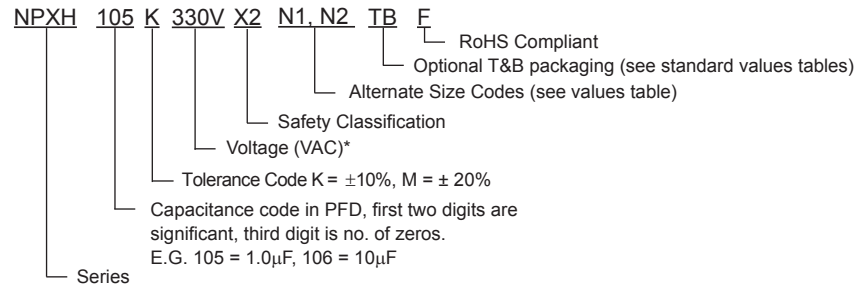 NPXH 105 K 330V X2 N1, N2 TB F
RoHS Compliant
Optional T&B packaging (see standard values tables)
Alternate Size Codes (see values table)
Safety Classification
Voltage (VAC)*
Tolerance Code K = ±10%, M = ± 20%
Capacitance code in PFD, first two digits are
significant, third digit is no. of zeros.
E.G. 105 = 1.0µF, 106 = 10µF
Series